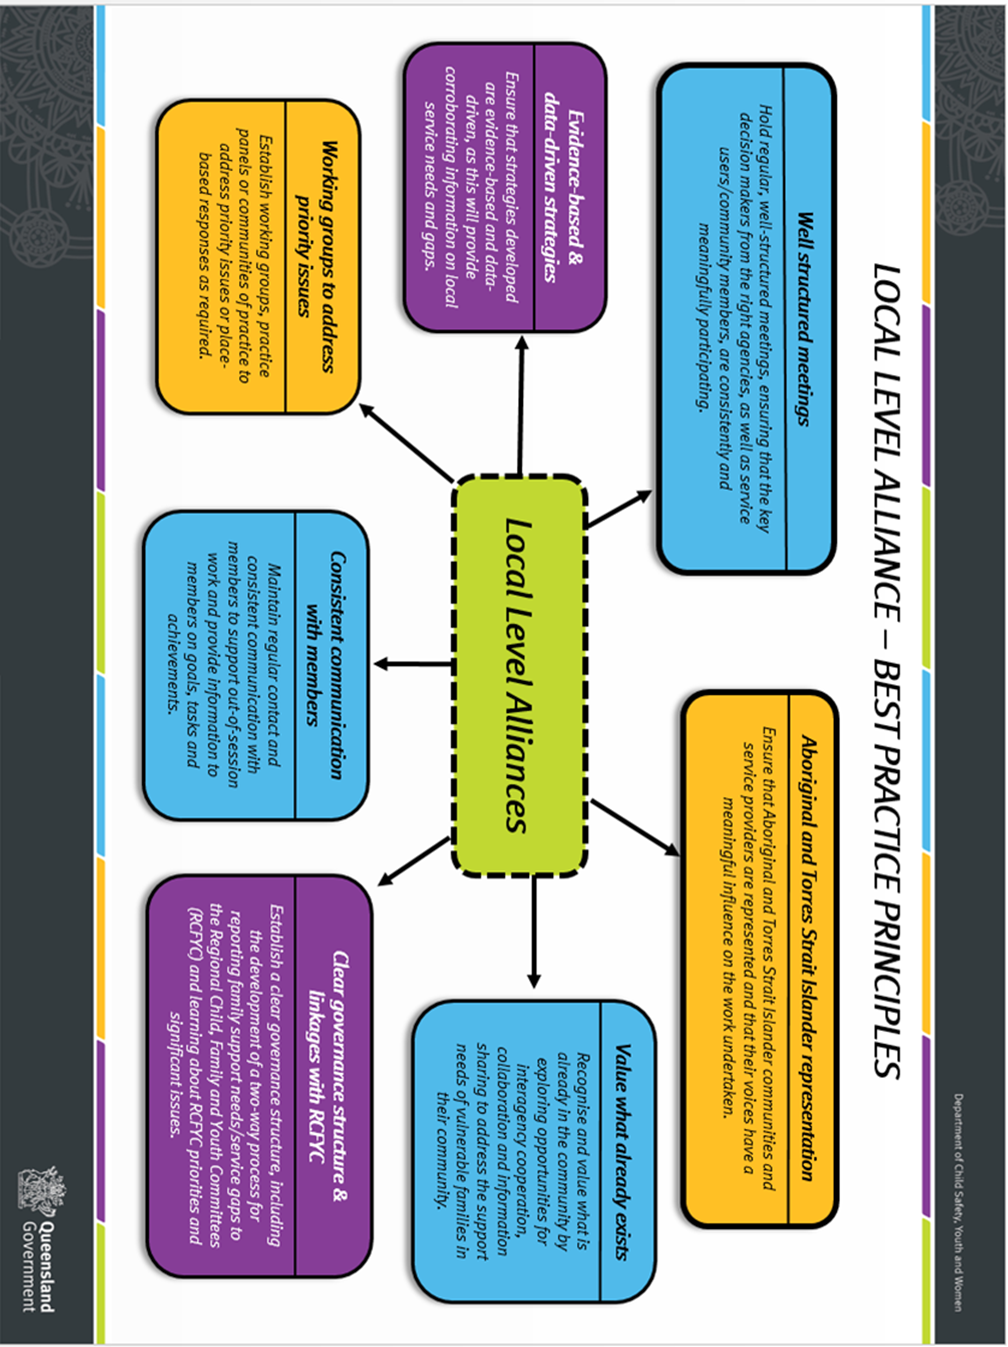 Department of Child Safety, Youth and Women
LOCAL LEVEL ALLIANCE – BEST PRACTICE PRINCIPLES
Well structured meetings
Hold regular, well-structured meetings, ensuring that the key
decision makers from the right agencies, as well as service
users/community members, are consistently and
meaningfully participating.
Aboriginal and Torres Strait Islander representation
Ensure that Aboriginal and Torres Strait Islander communities and
service providers are represented and that their voices have a
meaningful influence on the work undertaken.
Evidence-based &
data-driven strategies
Ensure that strategies developed
are evidence-based and data-
driven, as this will provide
corroborating information on local
service needs and gaps.
Local Level Alliances
Value what already exists
Recognise and value what is
already in the community by
exploring opportunities for
interagency cooperation,
collaboration and information
sharing to address the support
needs of vulnerable families in
their community.
Working groups to address
priority issues
Establish working groups, practice
panels or communities of practice to
address priority issues or place-
based responses as required.
Consistent communication
with members
Maintain regular contact and
consistent communication with
members to support out-of-session
work and provide information to
members on goals, tasks and
achievements.
Clear governance structure &
linkages with RCFYC
Establish a clear governance structure, including
the development of a two-way process for
reporting family support needs/service gaps to
the Regional Child, Family and Youth Committees
(RCFYC) and learning about RCFYC priorities and
significant issues.
Queensland
Government